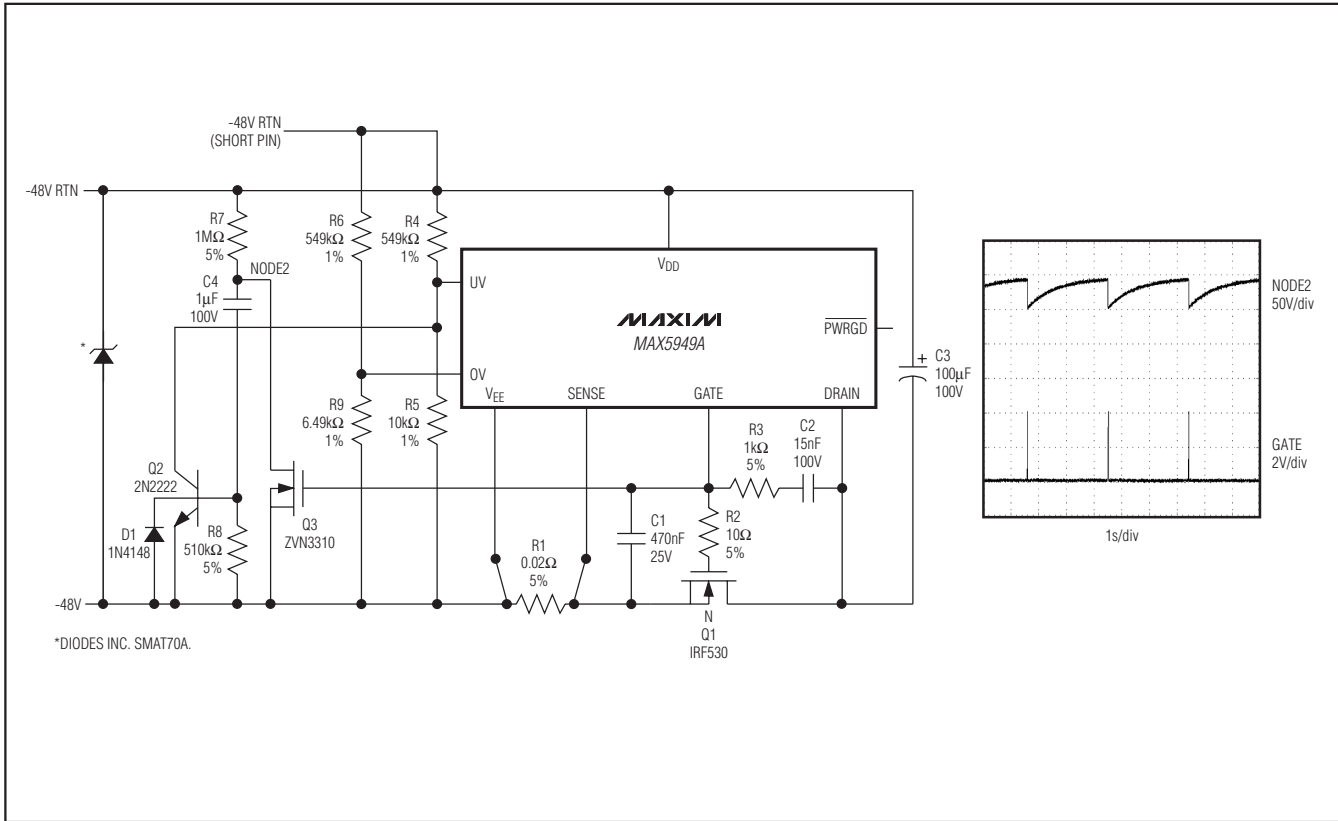 -48V RTN
(SHORT PIN)
-48V RTN
R7
1MΩ
5%
R6
549kΩ
1%
R4
549kΩ
1%
NODE2
C4
1µF
100V
VDD
UV
MAXIM
MAX5949A
PWRGD
OV
VEE
SENSE
GATE
DRAIN
*
+
C3
100µF
100V
NODE2
50V/div
GATE
2V/div
1s/div
R9
6.49kΩ
1%
R5
10kΩ
1%
R3
1kΩ
5%
C2
15nF
100V
Q2
2N2222
D1
1N4148
R8
510kΩ
5%
Q3
ZVN3310
R1
0.02Ω
5%
C1
470nF
25V
R2
10Ω
5%
-48V
N
Q1
IRF530
*DIODES INC. SMAT70A.